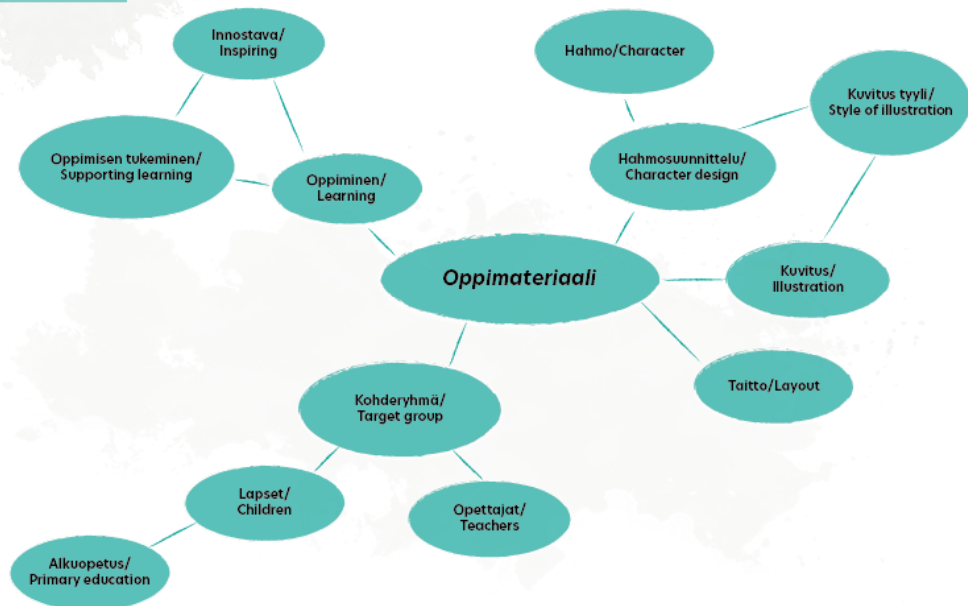 Innostava/
Inspiring
Hahmo/Character
Kuvitus tyyli/
Style of illustration
Oppimisen tukeminen/
Supporting learning
Oppiminen/
Learning
Hahmosuunnittelu/
Character design
Oppimateriaali
Kuvitus/
Illustration
Taitto/Layout
Kohderyhmä/
Target group
Lapset/
Children
Opettajat/
Teachers
Alkuopetus/
Primary education